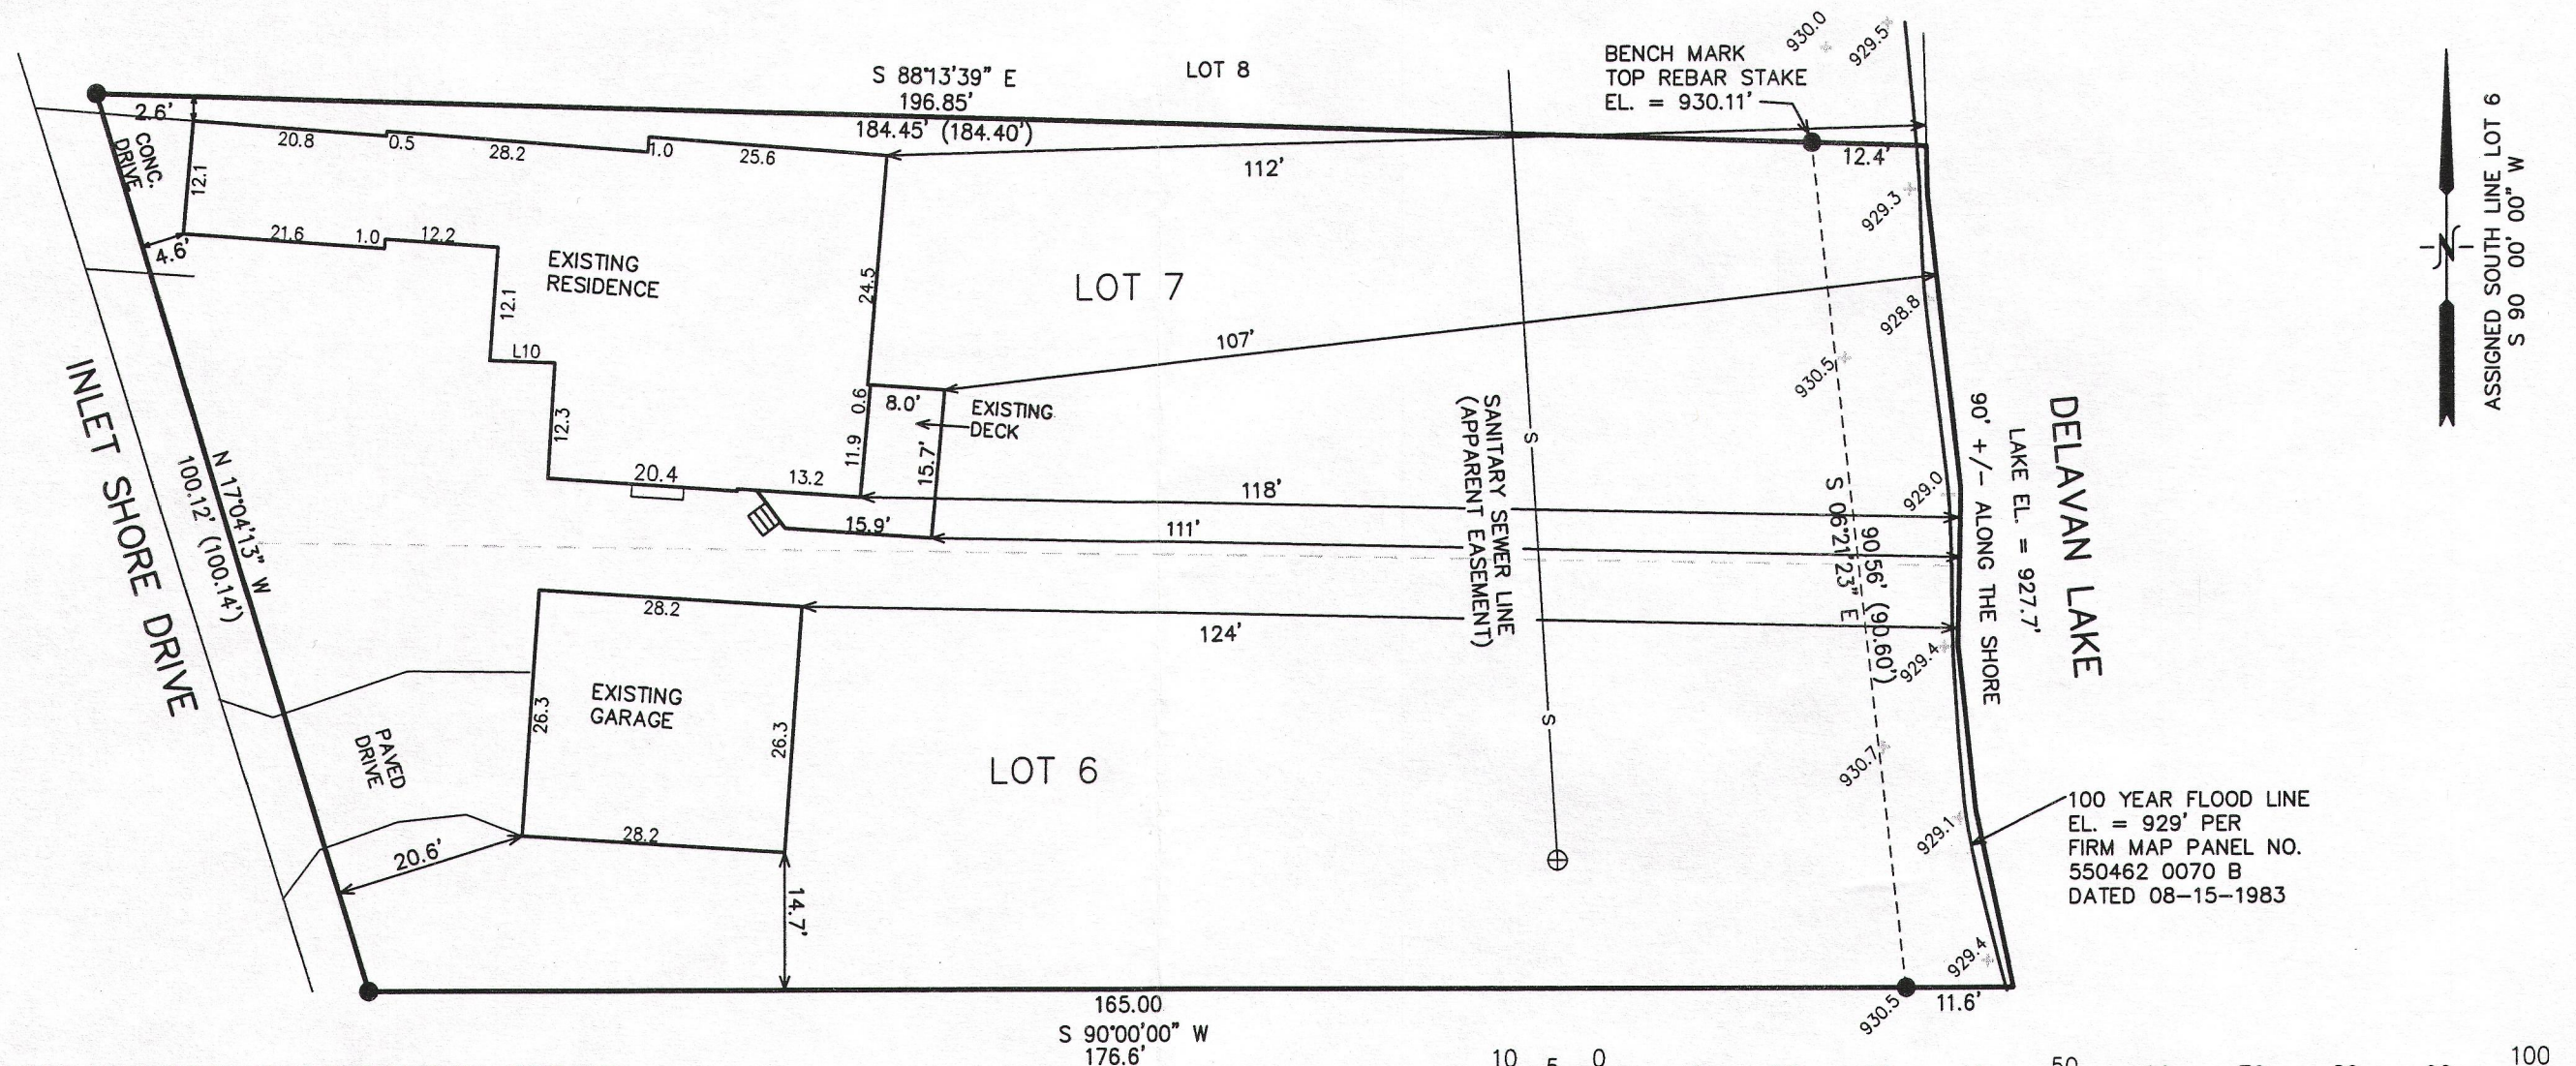 S 88°13'39" E
196.85'
184.45' (184.40')
LOT 8
BENCH MARK
TOP REBAR STAKE
EL. = 930.11'
930.0
929.5
12.4'
2.6'
CONC.
DRIVE
20.8
0.5
28.2
1.0
25.6
112'
12.1
929.3
4.6'
21.6
1.0
12.2
EXISTING
RESIDENCE
24.5
LOT 7
12.1
928.8
L10
107'
930.5
12.3
0.6
8.0'
11.9
15.7'
EXISTING
DECK
20.4
13.2
118'
15.9'
111'
SANITARY SEWER LINE
(APPARENT EASEMENT)
S
S
929.0
S 06°21'23" E
90.56' (90.60')
90' +/- ALONG THE SHORE
LAKE EL. = 927.7'
DELAVAN LAKE
ASSIGNED SOUTH LINE LOT 6
S 90 00' 00" W
N
INLET SHORE DRIVE
N 17°04'13" W
100.12' (100.14')
28.2
124'
929.4
26.3
EXISTING
GARAGE
26.3
PAVED
DRIVE
LOT 6
930.7
28.2
20.6'
14.7'
929.1
100 YEAR FLOOD LINE
EL. = 929' PER
FIRM MAP PANEL NO.
550462 0070 B
DATED 08-15-1983
929.4
930.5
11.6'
165.00
S 90°00'00" W
176.6'
10 5 0 50 100